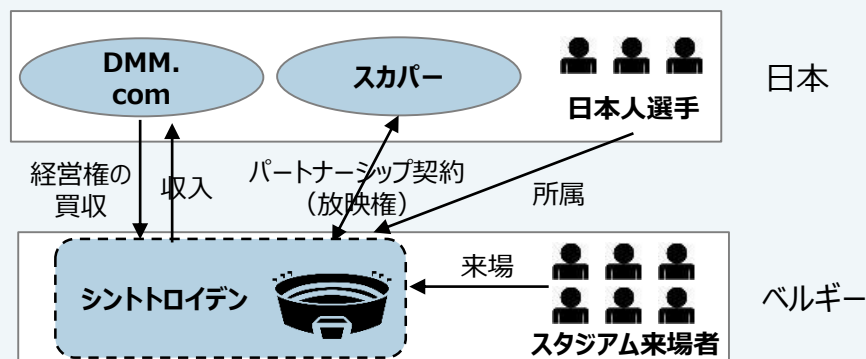 DMM.
com
スカパー
日本人選手
日本
経営権の
買収
収入
パートナーシップ契約
（放映権）
所属
シントトロイデン
来場
スタジアム来場者
ベルギー